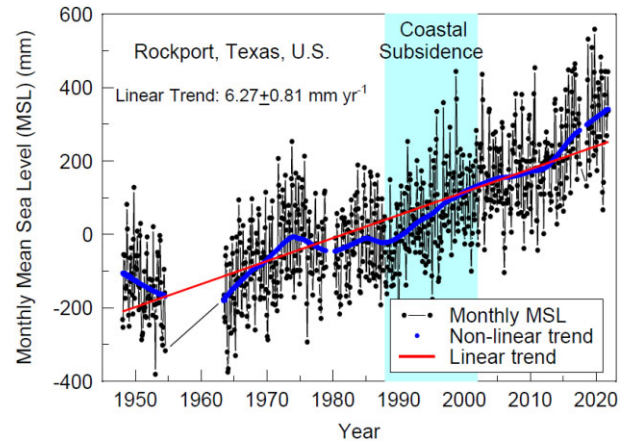 600
400
200
0
-200
-400
Monthly Mean Sea Level (MSL) (mm)
Rockport, Texas, U.S.
Linear Trend: 6.27±0.81 mm yr⁻¹
Coastal
Subsidence
Monthly MSL
Non-linear trend
Linear trend
1950 1960 1970 1980 1990 2000 2010 2020
Year